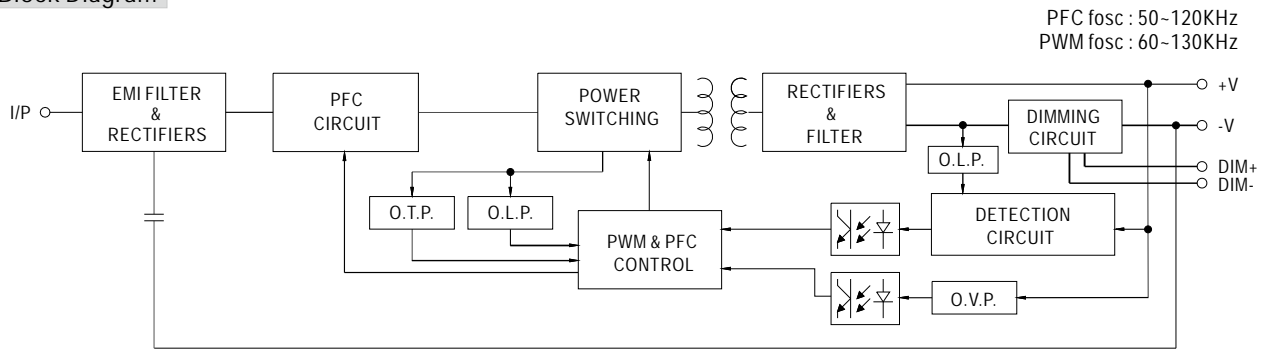 Block Diagram
PFC fosc : 50~120KHz
PWM fosc : 60~130KHz
I/P
EMI FILTER
&
RECTIFIERS
PFC
CIRCUIT
POWER
SWITCHING
RECTIFIERS
&
FILTER
DIMMING
CIRCUIT
+V
-V
DIM+
DIM-
O.L.P.
O.T.P.
O.L.P.
PWM & PFC
CONTROL
DETECTION
CIRCUIT
O.V.P.